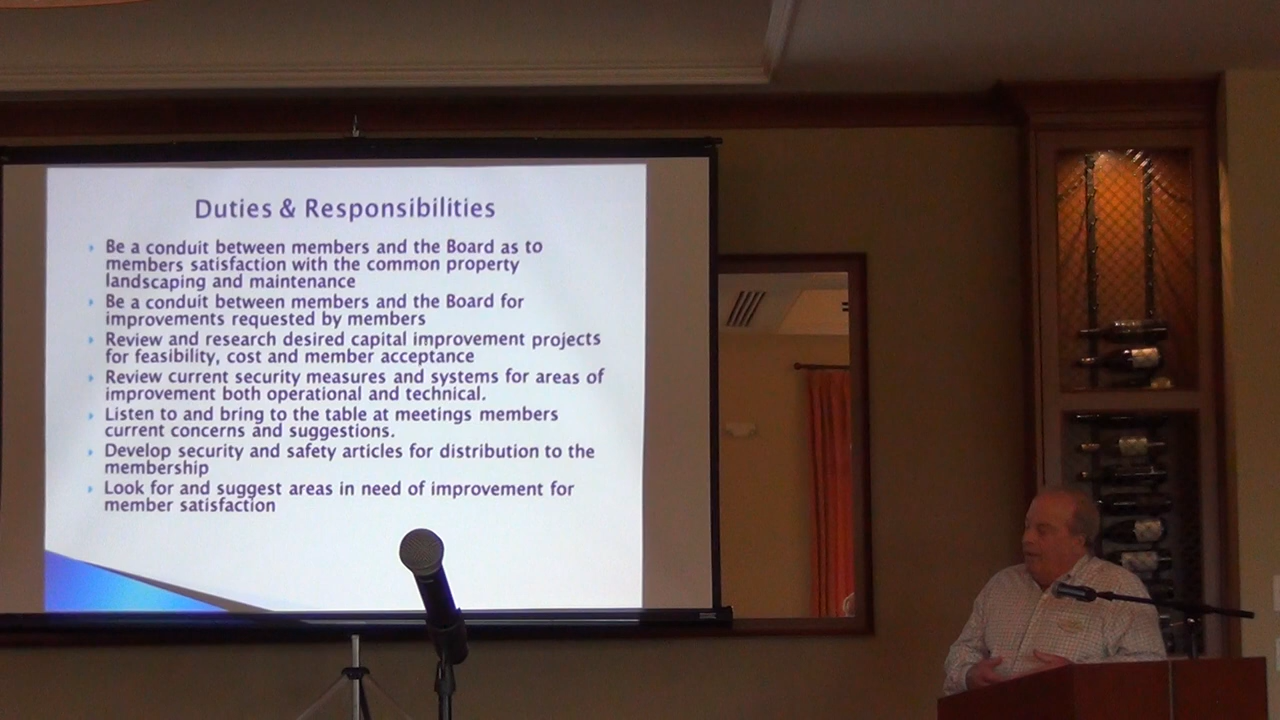 Duties & Responsibilities
Be a conduit between members and the Board as to
members satisfaction with the common property
landscaping and maintenance
Be a conduit between members and the Board for
improvements requested by members
Review and research desired capital improvement projects
for feasibility, cost and member acceptance
Review current security measures and systems for areas of
improvement both operational and technical.
Listen to and bring to the table at meetings members
current concerns and suggestions.
Develop security and safety articles for distribution to the
membership
Look for and suggest areas in need of improvement for
member satisfaction